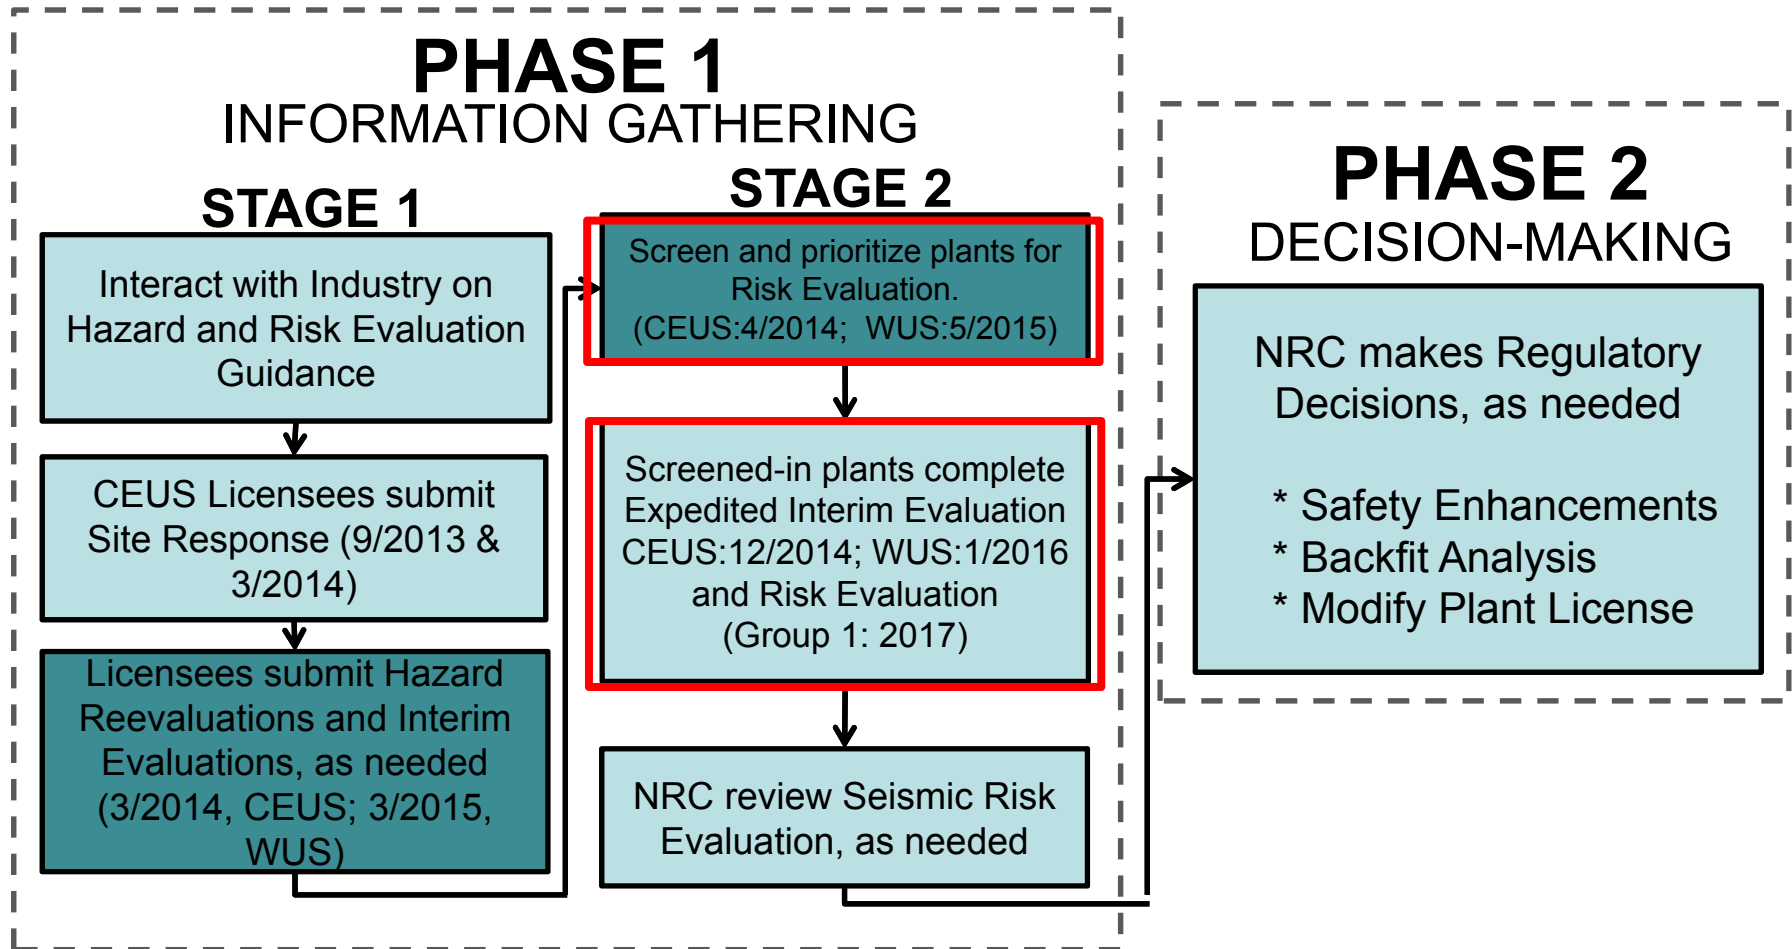 PHASE 1
INFORMATION GATHERING
STAGE 1
Interact with Industry on
Hazard and Risk Evaluation
Guidance
CEUS Licensees submit
Site Response (9/2013 &
3/2014)
Licensees submit Hazard
Reevaluations and Interim
Evaluations, as needed
(3/2014, CEUS; 3/2015,
WUS)
STAGE 2
Screen and prioritize plants for
Risk Evaluation.
(CEUS:4/2014; WUS:5/2015)
Screened-in plants complete
Expedited Interim Evaluation
CEUS:12/2014; WUS:1/2016
and Risk Evaluation
(Group 1: 2017)
NRC review Seismic Risk
Evaluation, as needed
PHASE 2
DECISION-MAKING
NRC makes Regulatory
Decisions, as needed
* Safety Enhancements
* Backfit Analysis
* Modify Plant License